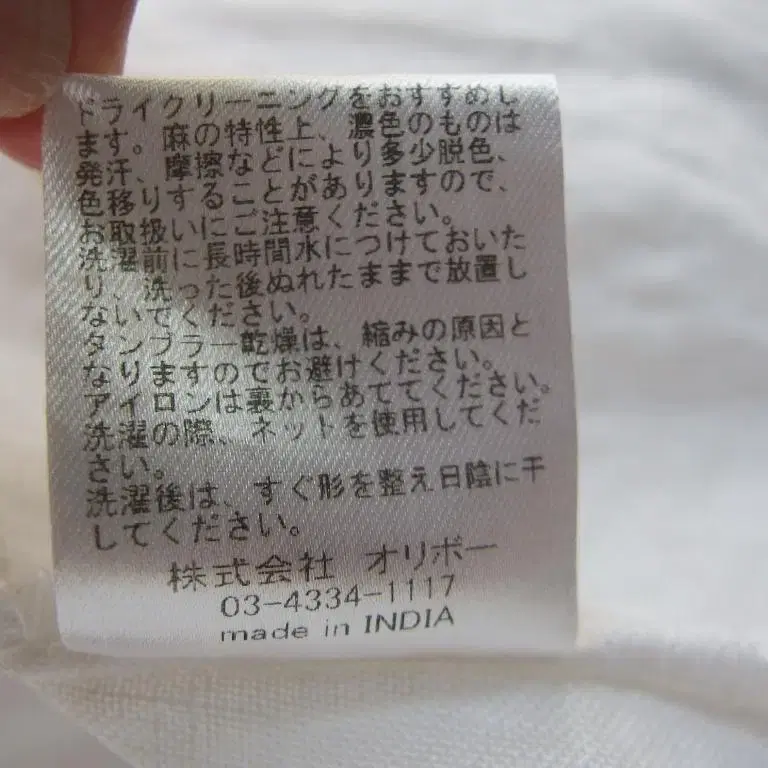 ドライクリーニングをおすすめし
ます。麻の特性上、濃色のものは
発汗、摩擦などにより多少脱色、
色移りすることがありますので、
お取扱いにご注意ください。
洗濯前に長時間水につけておいた
り、洗った後ぬれたままで放置し
ないでください。
タンブラー乾燥は、縮みの原因と
なりますのでお避けください。
アイロンは裏からあててください。
洗濯の際、ネットを使用してくだ
さい。
洗濯後は、すぐ形を整え日陰に干
してください。
株式会社 オリボー
03-4334-1117
made in INDIA